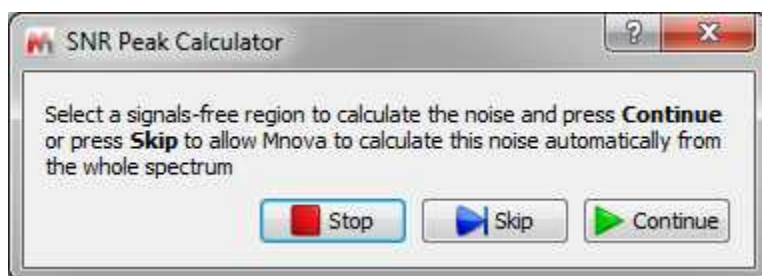 SNR Peak Calculator
Select a signals-free region to calculate the noise and press Continue
or press Skip to allow Mnova to calculate this noise automatically from
the whole spectrum
Stop Skip Continue